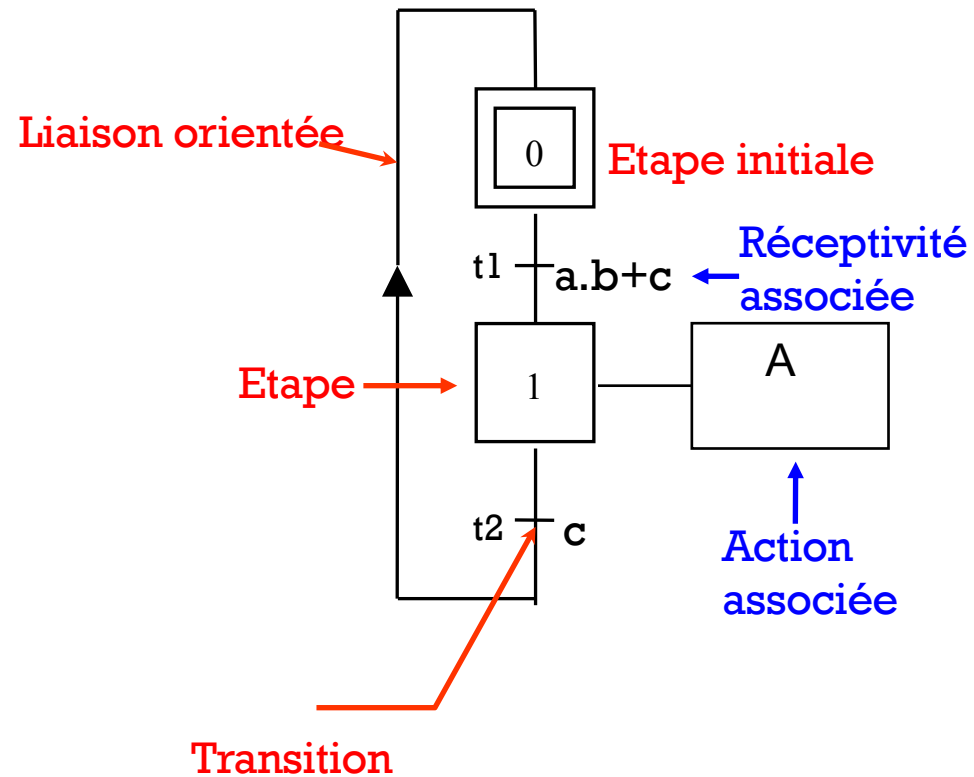 0
Liaison orientée
Etape initiale
t1
a.b+c
Réceptivité
associée
Etape
1
A
t2
c
Action
associée
Transition